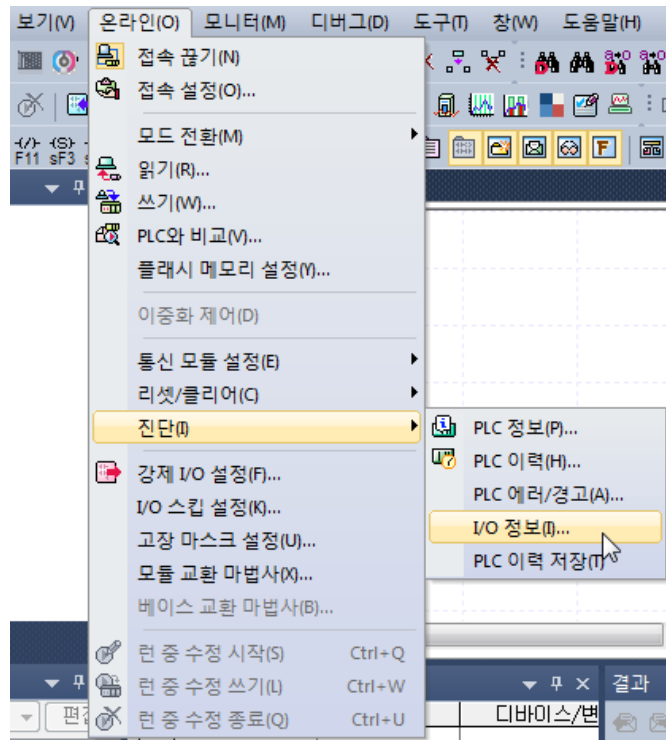 보기(V) 온라인(O) 모니터(M) 디버그(D) 도구(T) 창(W) 도움말(H)
접속 끊기(N)
접속 설정(O)...
모드 전환(M)
F11 sF3
읽기(R)...
쓰기(W)...
PLC와 비교(V)...
플래시 메모리 설정(Y)...
이중화 제어(D)
통신 모듈 설정(E)
리셋/클리어(C)
진단(I)
PLC 정보(P)...
PLC 이력(H)...
PLC 에러/경고(A)...
I/O 정보(I)...
PLC 이력 저장(T)
강제 I/O 설정(F)...
I/O 스킵 설정(K)...
고장 마스크 설정(U)...
모듈 교환 마법사(X)...
베이스 교환 마법사(B)...
런 중 수정 시작(S) Ctrl+Q
런 중 수정 쓰기(L) Ctrl+W
런 중 수정 종료(Q) Ctrl+U
결과
디바이스/변